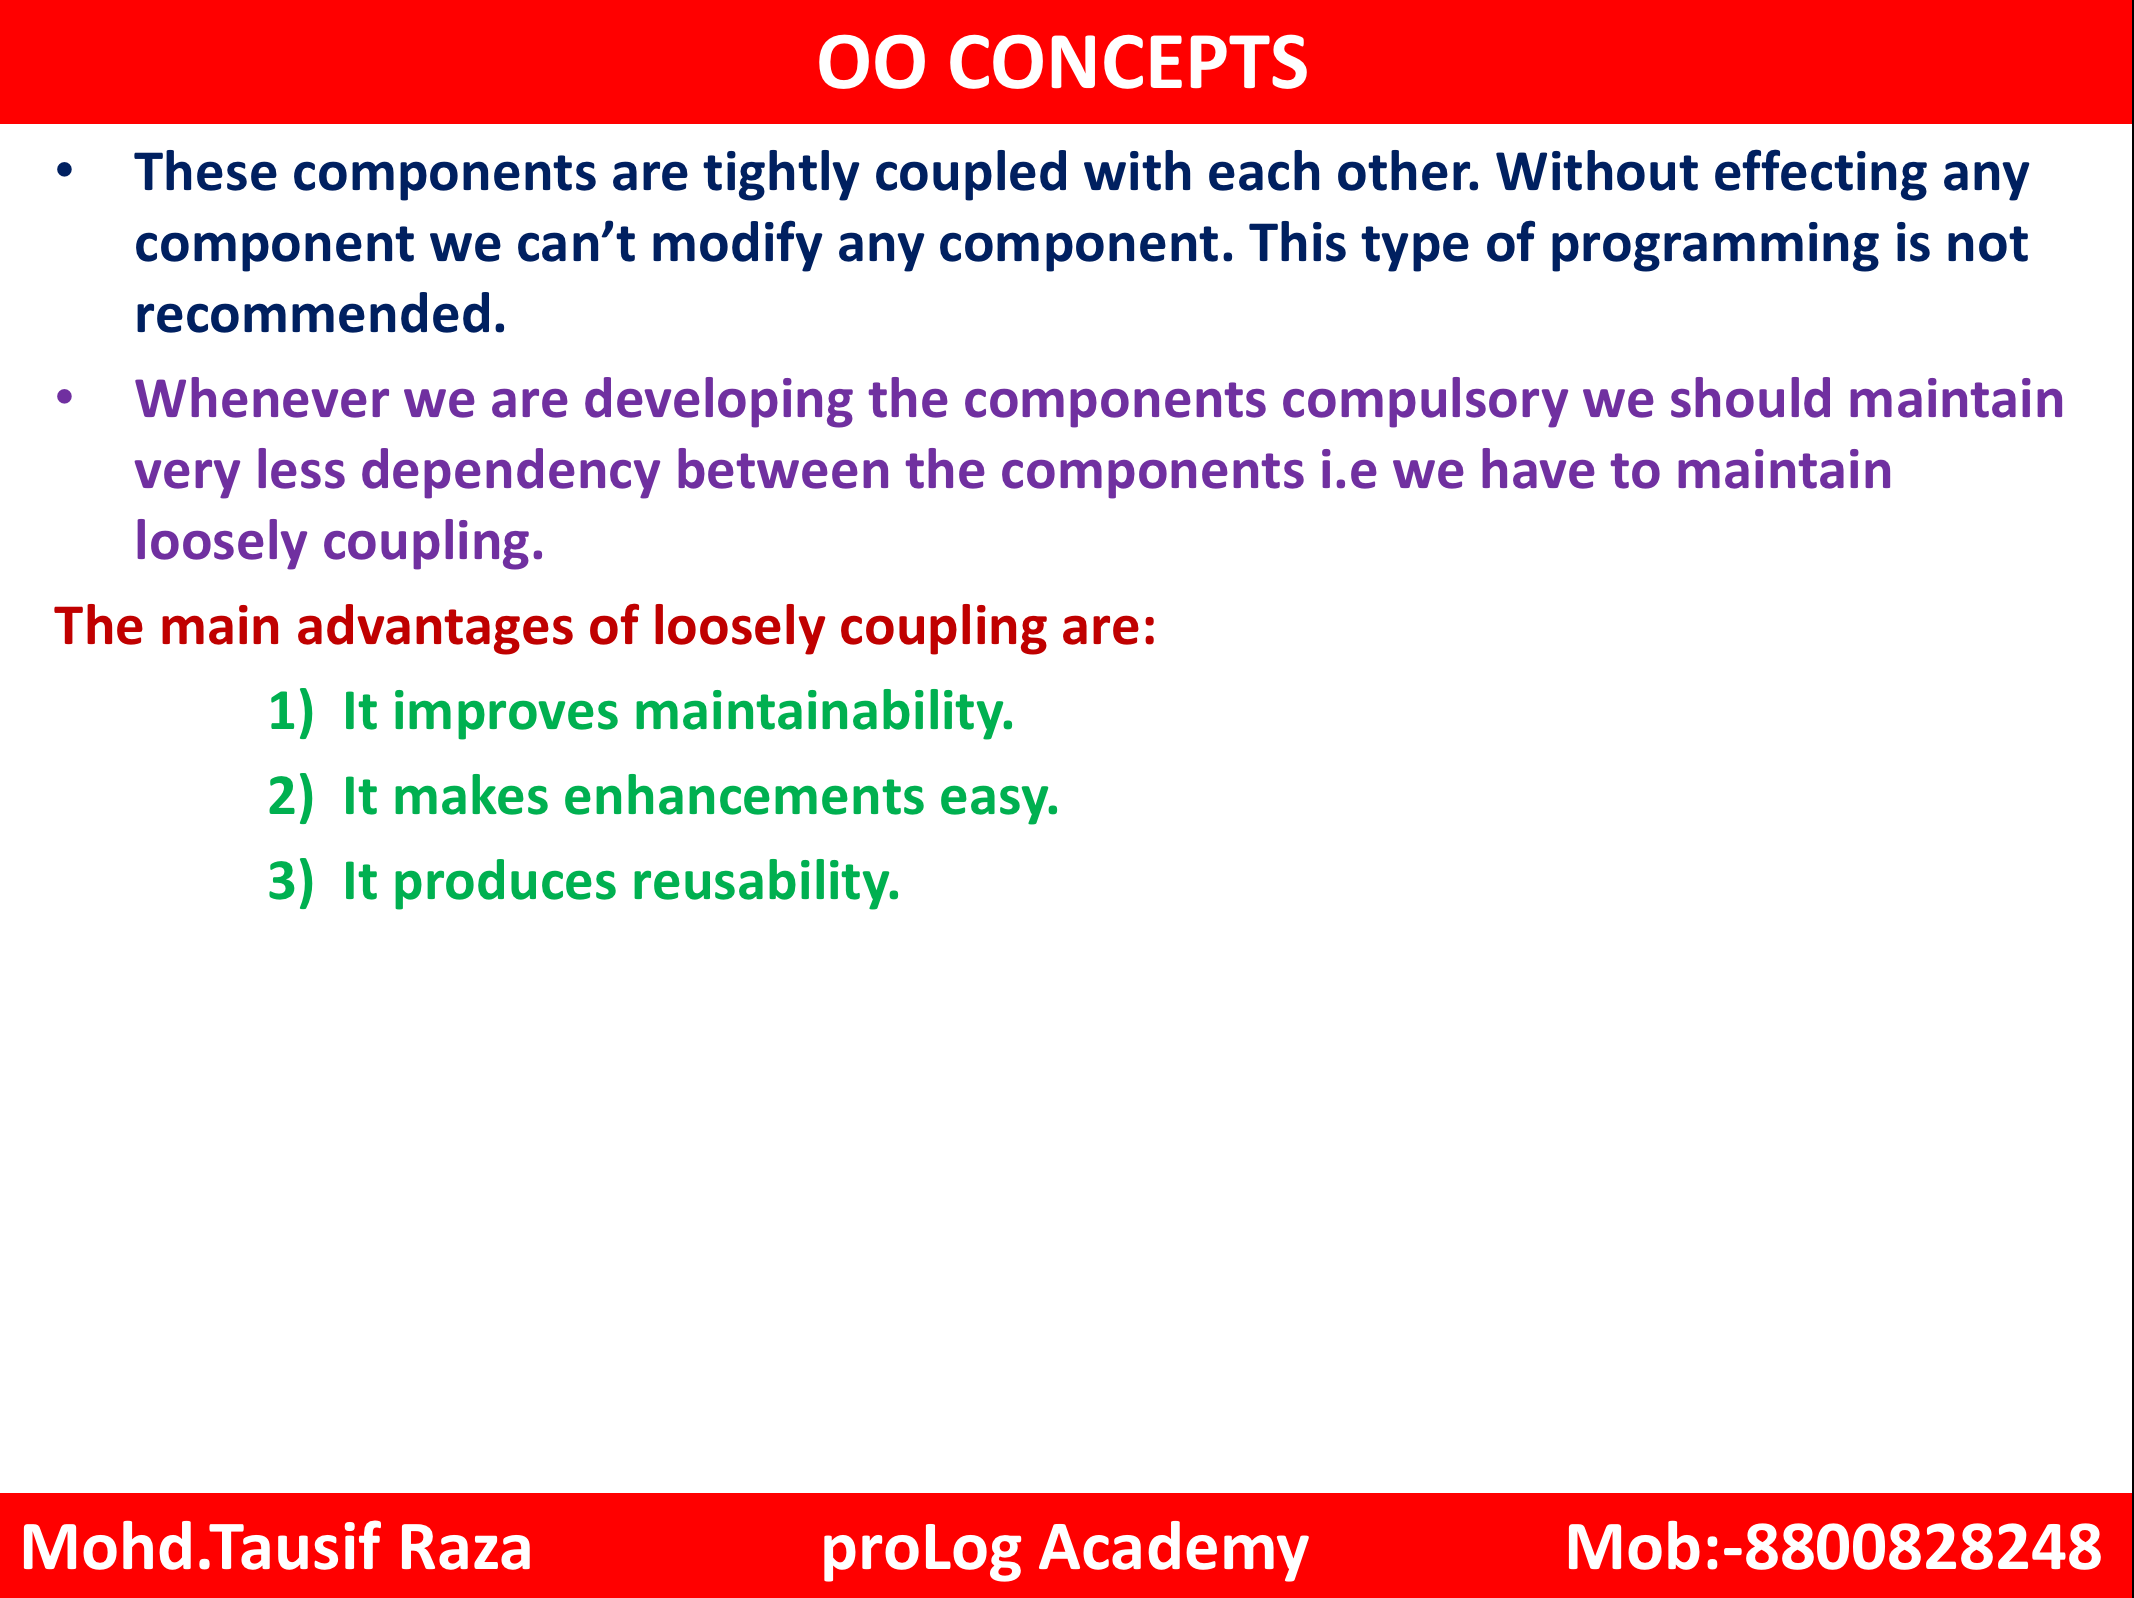 OO CONCEPTS
• These components are tightly coupled with each other. Without effecting any
component we can’t modify any component. This type of programming is not
recommended.
• Whenever we are developing the components compulsory we should maintain
very less dependency between the components i.e we have to maintain
loosely coupling.
The main advantages of loosely coupling are:
1) It improves maintainability.
2) It makes enhancements easy.
3) It produces reusability.
Mohd.Tausif Raza proLog Academy Mob:-8800828248